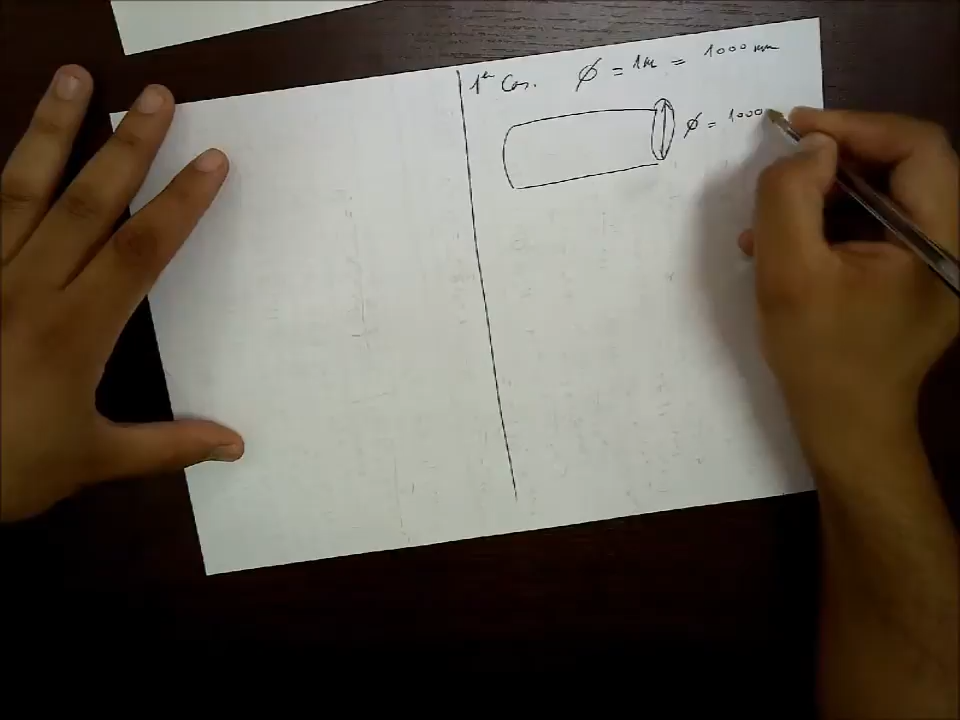 1er Cas. ϕ = 1m = 1000 mm
ϕ = 1000